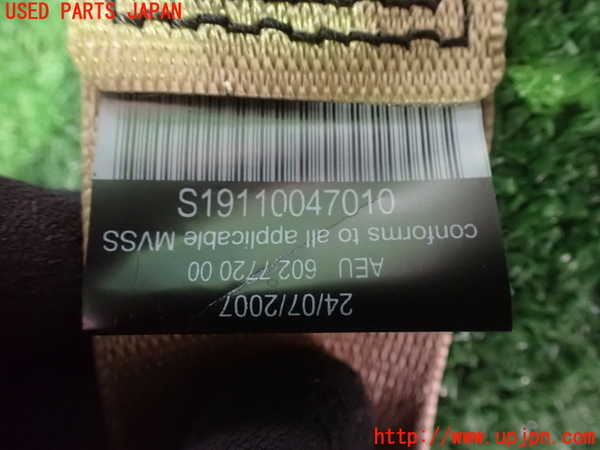 USED PARTS JAPAN
S19110047010
24/07/2007
AEU 602 7720 00
conforms to all applicable MVSS
http://www.upjpn.com/